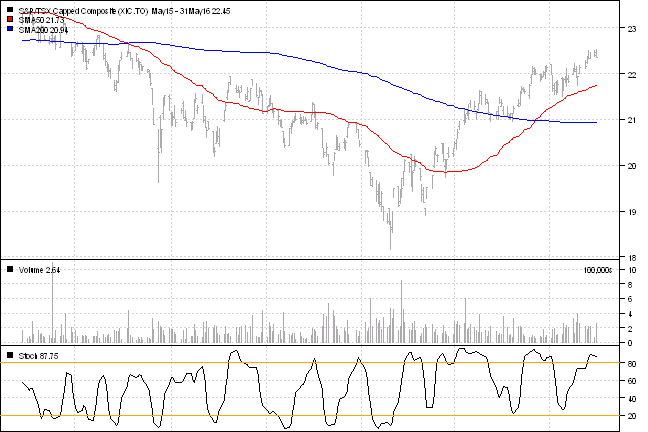 S&P/TSX Capped Composite (XIC.TO) May15 - 31May16 22.45
SMA50 21.73
SMA200 20.94
23
22
21
20
19
18
Volume 2.64
100,000s
10
8
6
4
2
0
Stoch 87.75
80
60
40
20